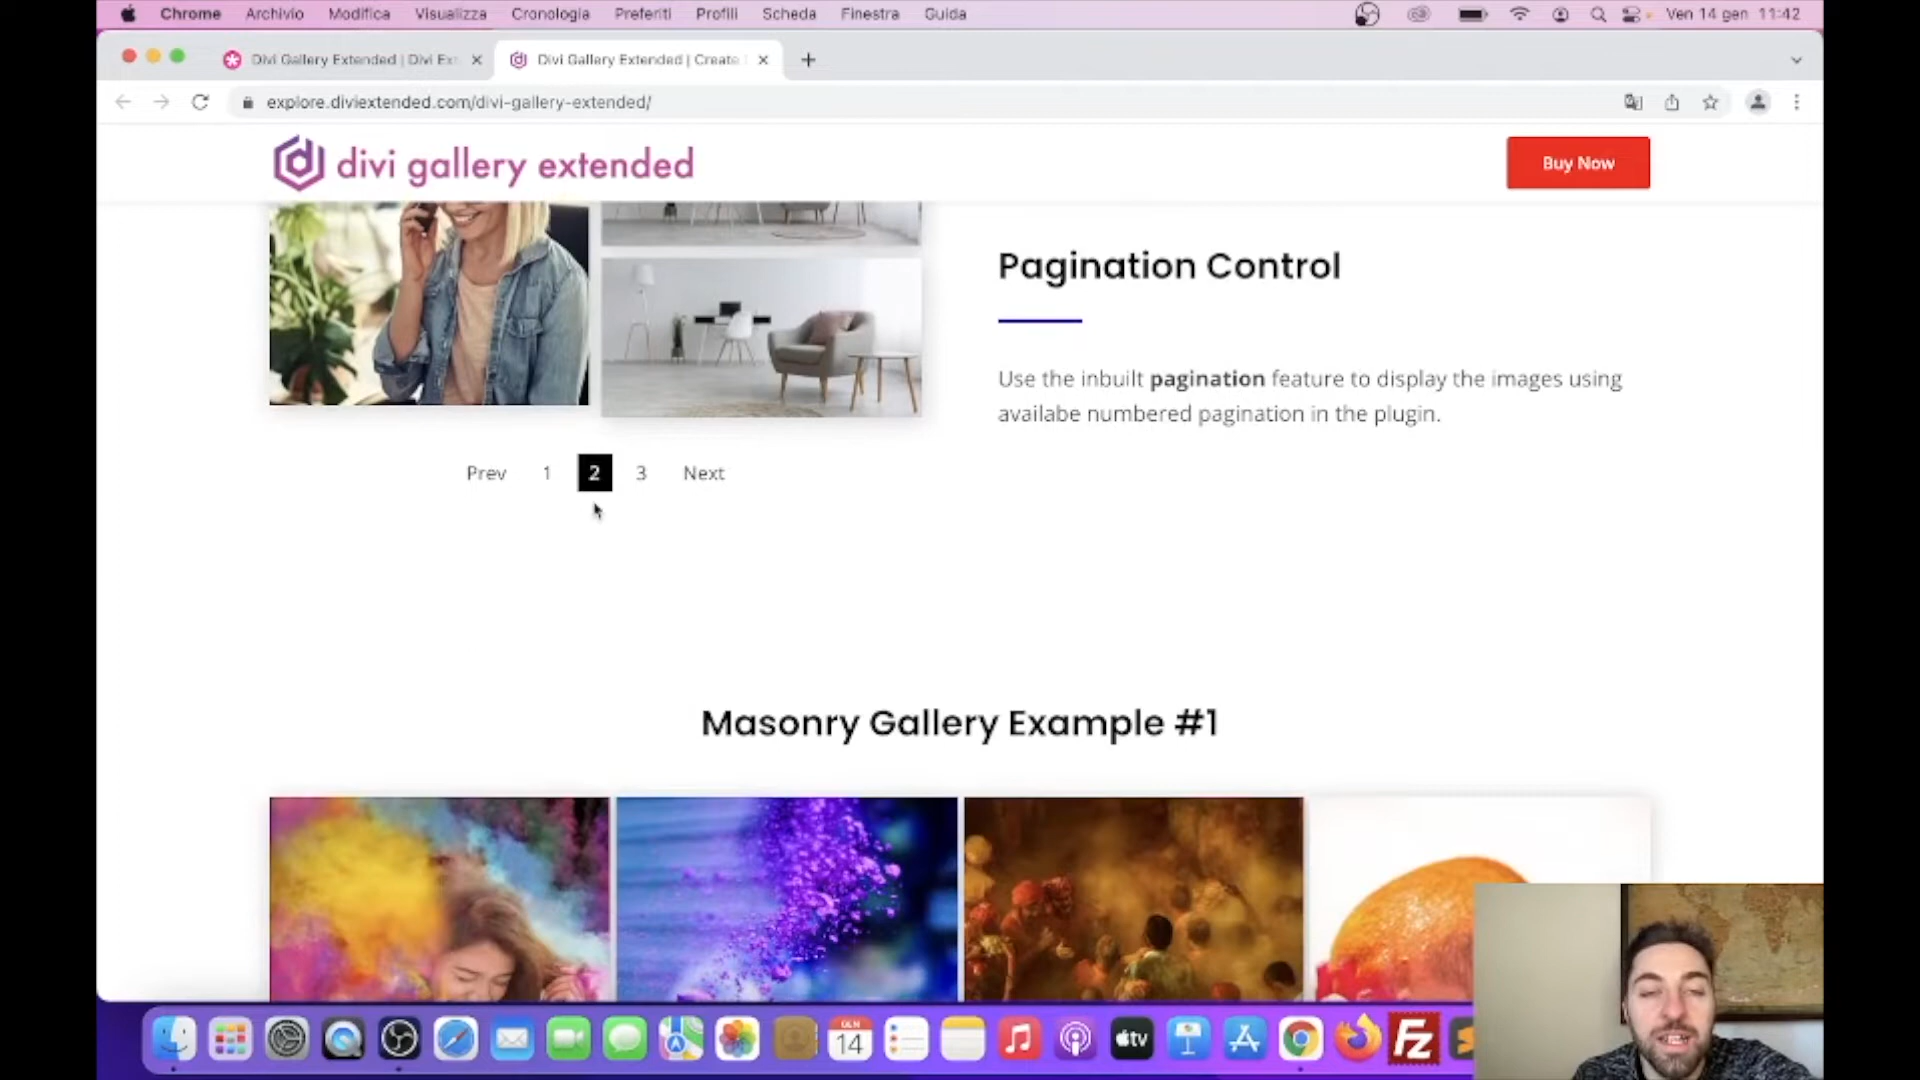 Chrome Archivio Modifica Visualizza Cronologia Preferiti Profili Scheda Finestra Guida Ven 14 gen 11:42
Divi Gallery Extended | Divi Ex
Divi Gallery Extended | Create
explore.diviextended.com/divi-gallery-extended/
divi gallery extended
Buy Now
Pagination Control
Use the inbuilt pagination feature to display the images using
availabe numbered pagination in the plugin.
Prev 1 2 3 Next
Masonry Gallery Example #1
GEN
14
tv
FZ